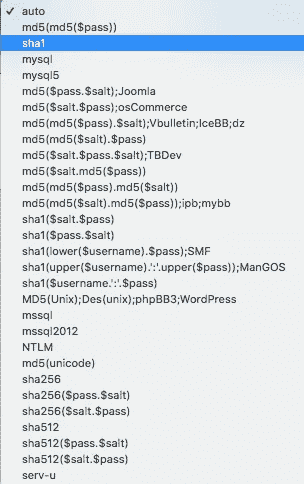 auto
md5(md5($pass))
sha1
mysql
mysql5
md5($pass.$salt);Joomla
md5($salt.$pass);osCommerce
md5(md5($pass).$salt);Vbulletin;IceBB;dz
md5(md5($salt).$pass)
md5($salt.$pass.$salt);TBDev
md5($salt.md5($pass))
md5(md5($pass).md5($salt))
md5(md5($salt).md5($pass));ipb;mybb
sha1($salt.$pass)
sha1($pass.$salt)
sha1(lower($username).$pass);SMF
sha1(upper($username).':'.upper($pass));ManGOS
sha1($username.':'.$pass)
MD5(Unix);Des(unix);phpBB3;WordPress
mssql
mssql2012
NTLM
md5(unicode)
sha256
sha256($pass.$salt)
sha256($salt.$pass)
sha512
sha512($pass.$salt)
sha512($salt.$pass)
serv-u